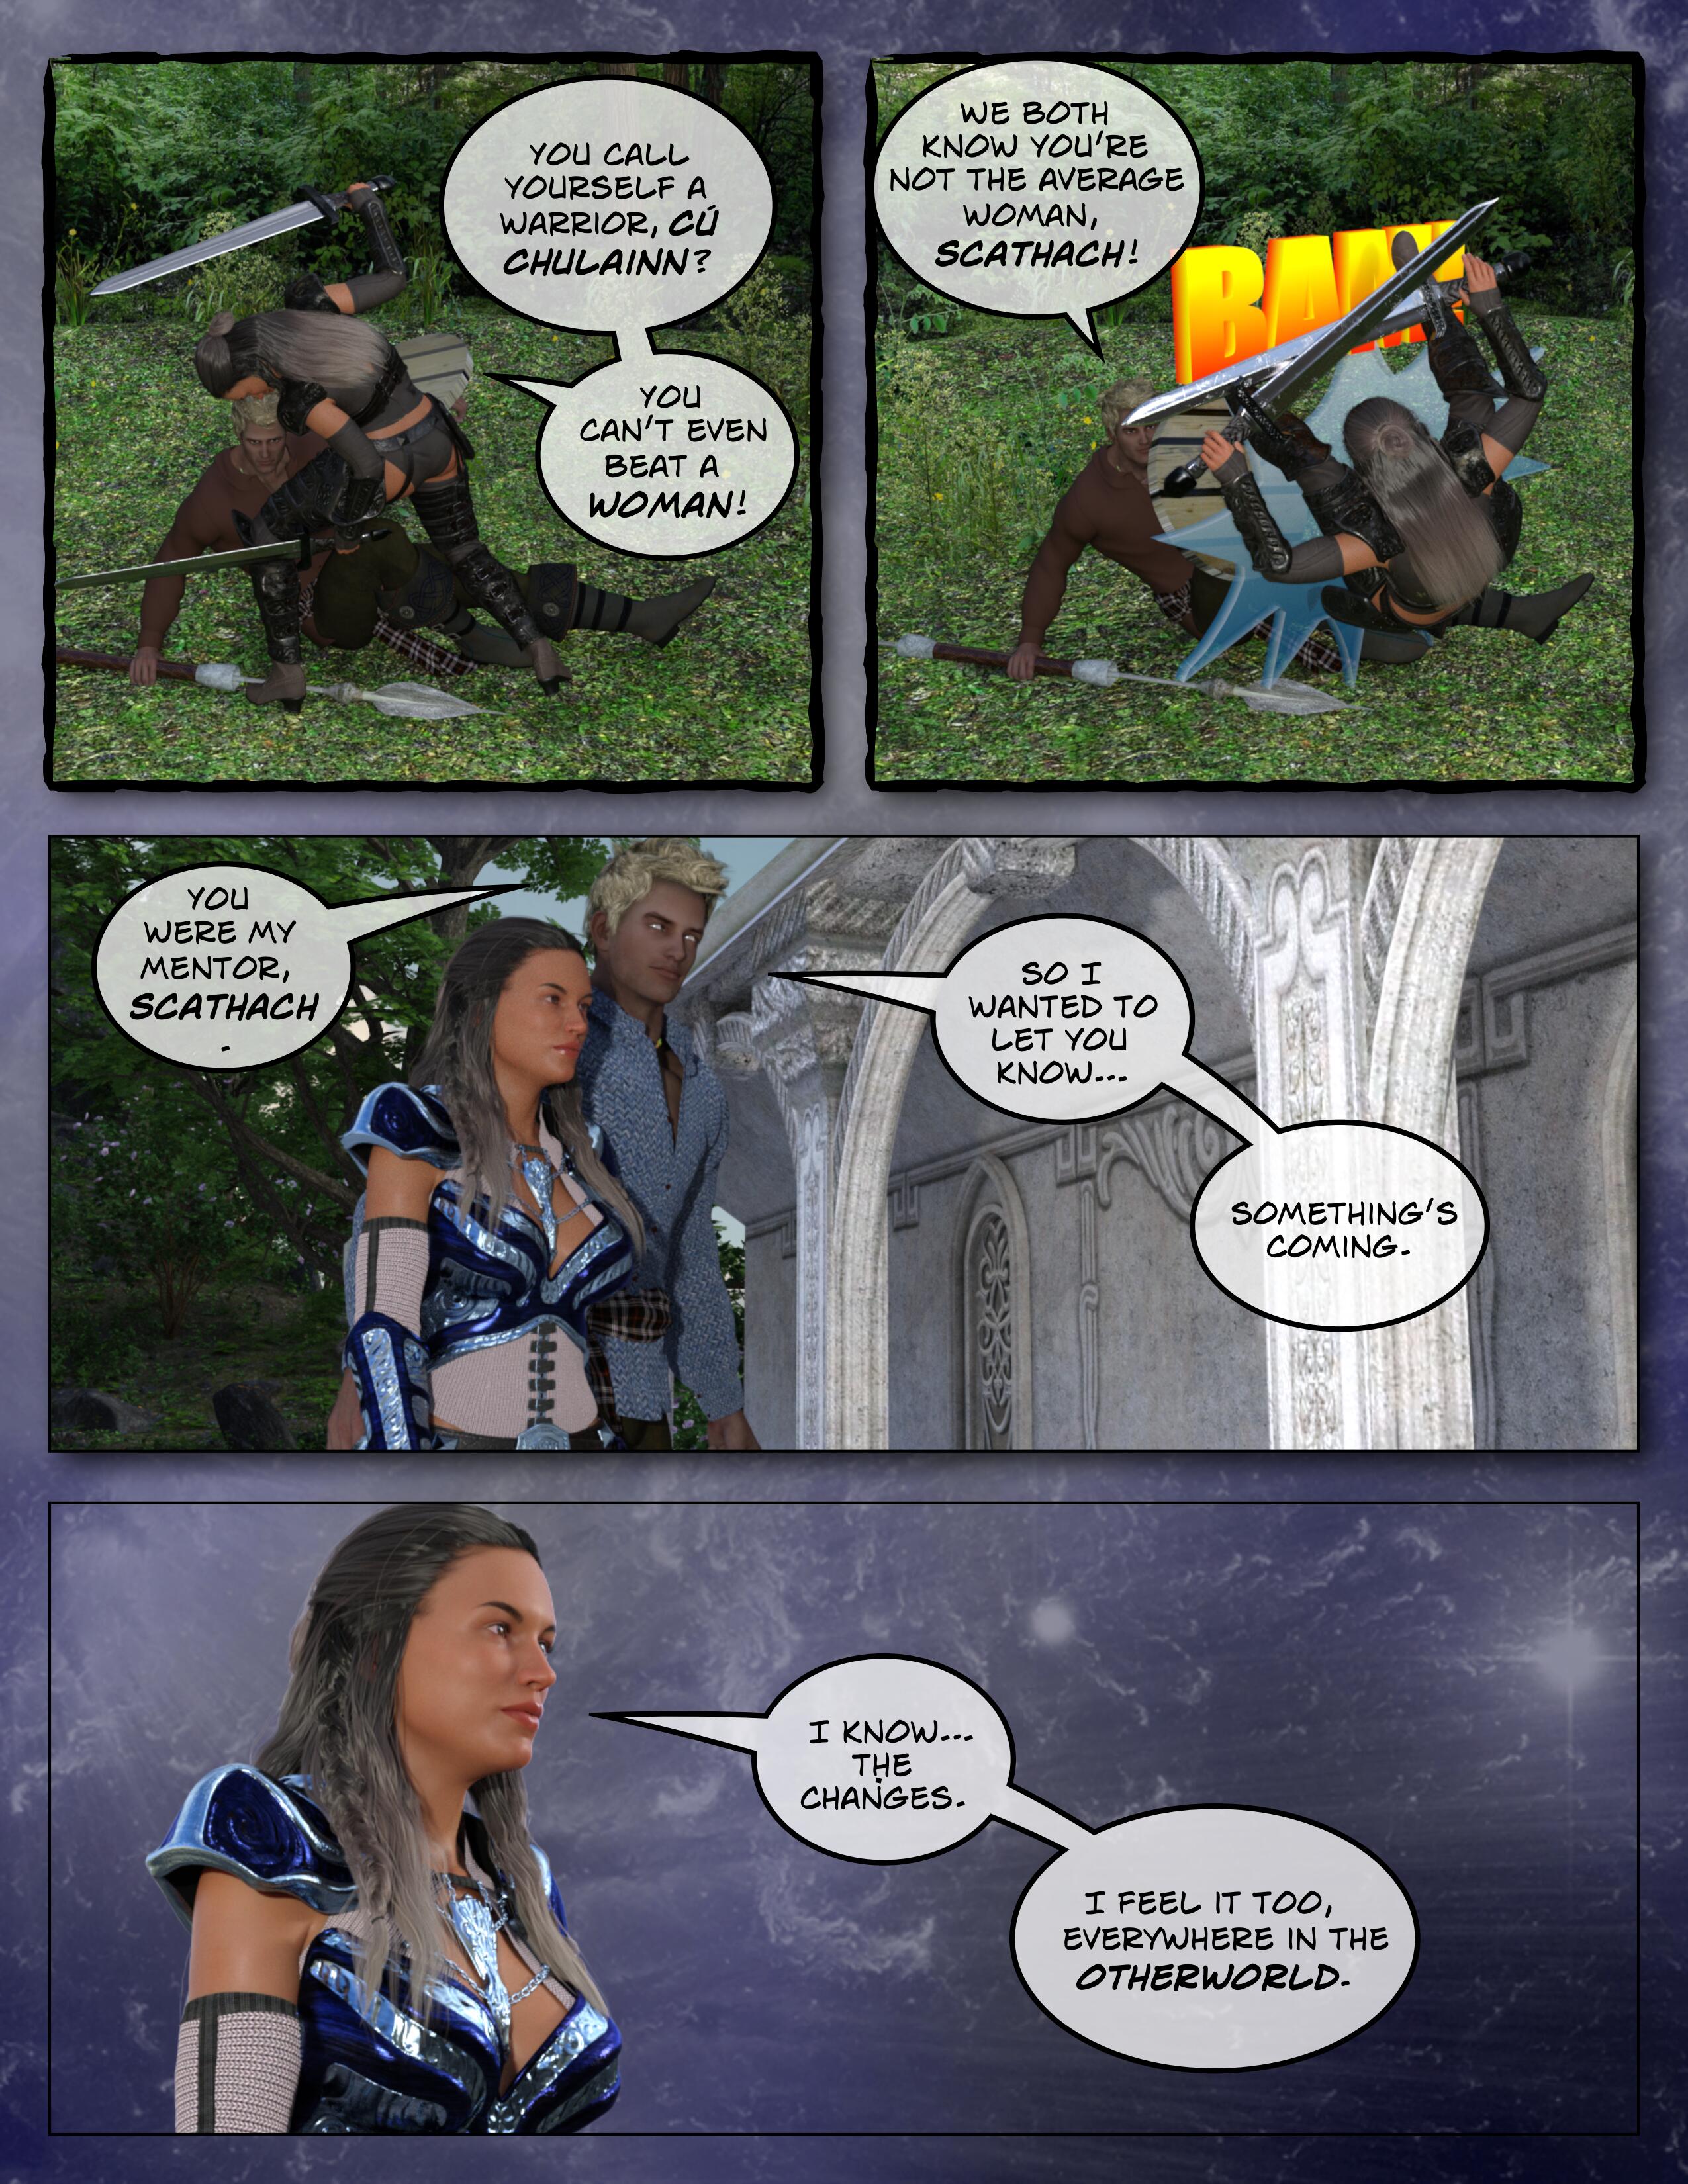 YOU CALL
YOURSELF A
WARRIOR, CÚ
CHULAINN?
YOU
CAN'T EVEN
BEAT A
WOMAN!
WE BOTH
KNOW YOU'RE
NOT THE AVERAGE
WOMAN,
SCATHACH!
YOU
WERE MY
MENTOR,
SCATHACH
.
SO I
WANTED TO
LET YOU
KNOW...
SOMETHING'S
COMING.
I KNOW...
THE
CHANGES.
I FEEL IT TOO,
EVERYWHERE IN THE
OTHERWORLD.